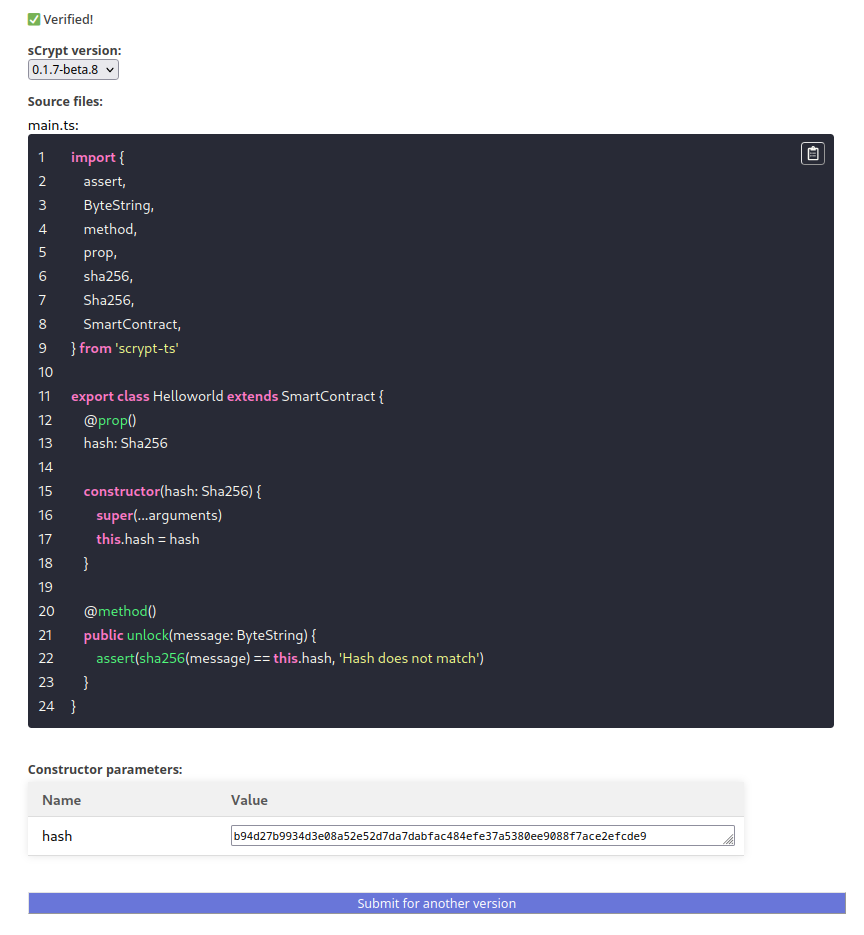 ✅ Verified!
sCrypt version:
0.1.7-beta.8
Source files:
main.ts:
1 import {
2     assert,
3     ByteString,
4     method,
5     prop,
6     sha256,
7     Sha256,
8     SmartContract,
9 } from 'scrypt-ts'
10
11 export class Helloworld extends SmartContract {
12     @prop()
13     hash: Sha256
14
15     constructor(hash: Sha256) {
16         super(...arguments)
17         this.hash = hash
18     }
19
20     @method()
21     public unlock(message: ByteString) {
22         assert(sha256(message) == this.hash, 'Hash does not match')
23     }
24 }
Constructor parameters:
Name Value
hash b94d27b9934d3e08a52e52d7da7dabfac484efe37a5380ee9088f7ace2efcde9
Submit for another version